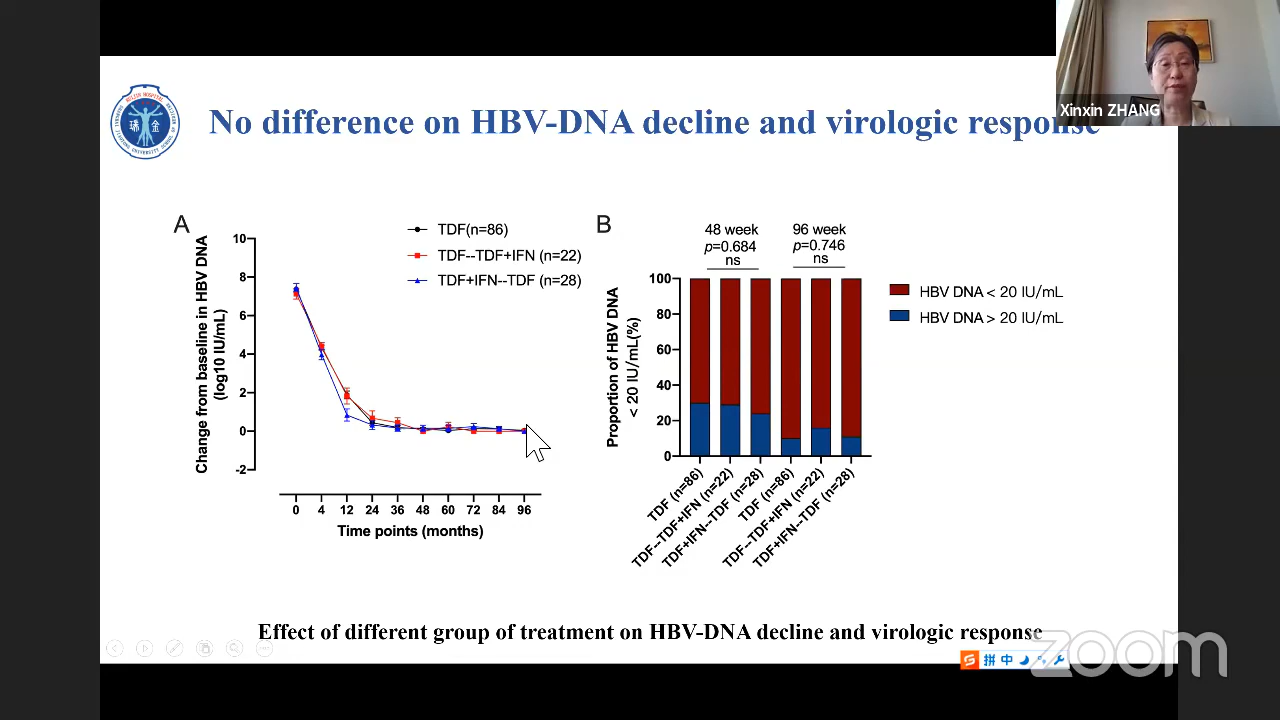 Xinxin ZHANG
No difference on HBV-DNA decline and virologic response
RUIJIN HOSPITAL
瑞金
A
TDF(n=86)
TDF--TDF+IFN (n=22)
TDF+IFN--TDF (n=28)
Change from baseline in HBV DNA
(log10 IU/mL)
10
8
6
4
2
0
-2
0 4 12 24 36 48 60 72 84 96
Time points (months)
B
48 week
p=0.684
ns
96 week
p=0.746
ns
Proportion of HBV DNA
< 20 IU/mL(%)
100
80
60
40
20
0
TDF (n=86)
TDF--TDF+IFN (n=22)
TDF+IFN--TDF (n=28)
TDF (n=86)
TDF--TDF+IFN (n=22)
TDF+IFN--TDF (n=28)
HBV DNA < 20 IU/mL
HBV DNA > 20 IU/mL
Effect of different group of treatment on HBV-DNA decline and virologic response
拼 中
zoom